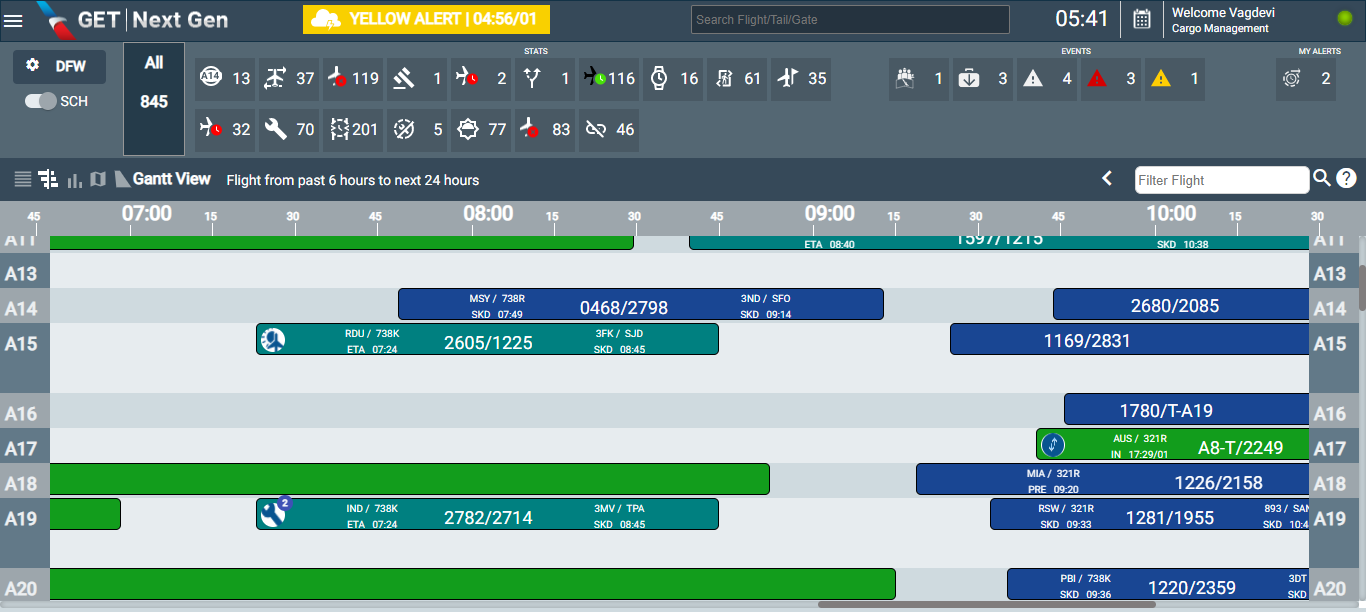 GET | Next Gen
YELLOW ALERT | 04:56/01
Search Flight/Tail/Gate
05:41
Welcome Vagdevi
Cargo Management
DFW
SCH
All
845
STATS
A14 13 37 119 1 2 1 116 16 61 35
32 70 201 5 77 83 46
EVENTS
1 3 4 3 1
MY ALERTS
2
Gantt View
Flight from past 6 hours to next 24 hours
Filter Flight
?
45 07:00 15 30 45 08:00 15 30 45 09:00 15 30 45 10:00 15 30
A11 ETA 08:40 1597/1215 SKD 10:38 A11
A13 A13
A14 MSY / 738R 3ND / SFO A14
SKD 07:49 0468/2798 SKD 09:14 2680/2085
A15 RDU / 738K 3FK / SJD A15
ETA 07:24 2605/1225 SKD 08:45 1169/2831
A16 1780/T-A19 A16
A17 AUS / 321R A17
IN 17:29/01 A8-T/2249
A18 MIA / 321R A18
PRE 09:20 1226/2158
A19 2 IND / 738K 3MV / TPA RSW / 321R 893 / SAN A19
ETA 07:24 2782/2714 SKD 08:45 SKD 09:33 1281/1955 SKD 10:4
A20 PBI / 738K 3DT A20
SKD 09:36 1220/2359 SKD